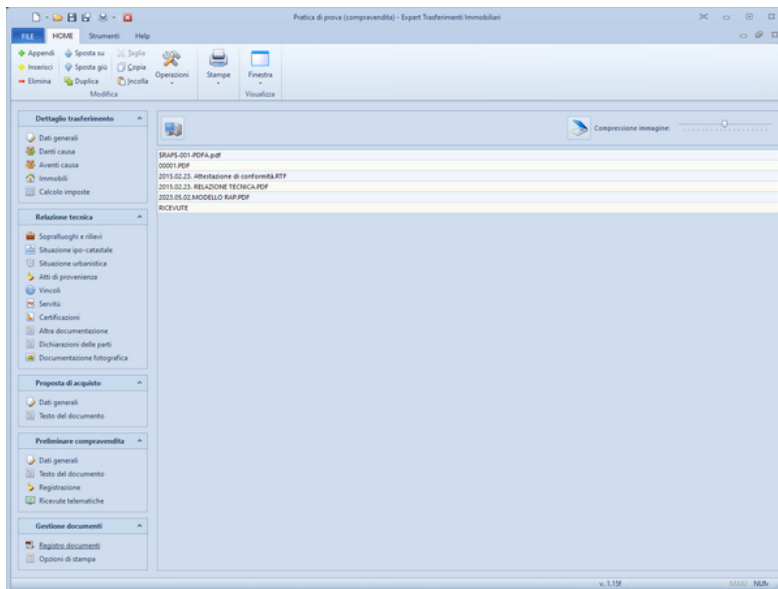 Pratica di prova (compravendita) - Expert Trasferimenti Immobiliari
FILE HOME Strumenti Help
Appendi Sposta su Taglia
Inserisci Sposta giù Copia
Elimina Duplica Incolla
Operazioni Stampe Finestra
Modifica Visualizza
Dettaglio trasferimento
Dati generali
Danti causa
Aventi causa
Immobili
Calcolo imposte
Relazione tecnica
Sopralluoghi e rilievi
Situazione ipo-catastale
Situazione urbanistica
Atti di provenienza
Vincoli
Servitù
Certificazioni
Altra documentazione
Dichiarazioni delle parti
Documentazione fotografica
Proposta di acquisto
Dati generali
Testo del documento
Preliminare compravendita
Dati generali
Testo del documento
Registrazione
Ricevute telematiche
Gestione documenti
Registro documenti
Opzioni di stampa
Compressione immagine:
$RAPS-001-PDFA.pdf
00001.PDF
2015.02.23. Attestazione di conformità.RTF
2015.02.23. RELAZIONE TECNICA.PDF
2023.05.02.MODELLO RAP.PDF
RICEVUTE
v. 1.15f MAIU NUM